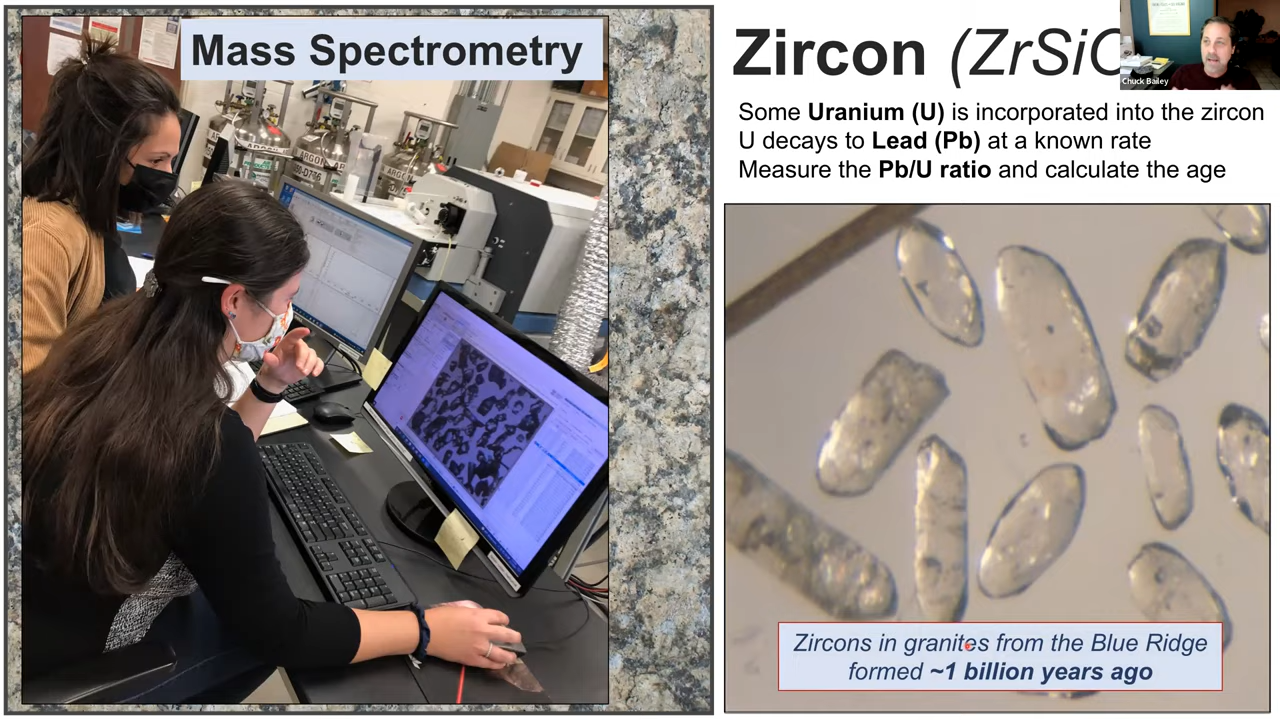 Mass Spectrometry
Zircon (ZrSiO
Chuck Bailey
Some Uranium (U) is incorporated into the zircon
U decays to Lead (Pb) at a known rate
Measure the Pb/U ratio and calculate the age
ARGON
ARGON
Zircons in granites from the Blue Ridge
formed ~1 billion years ago